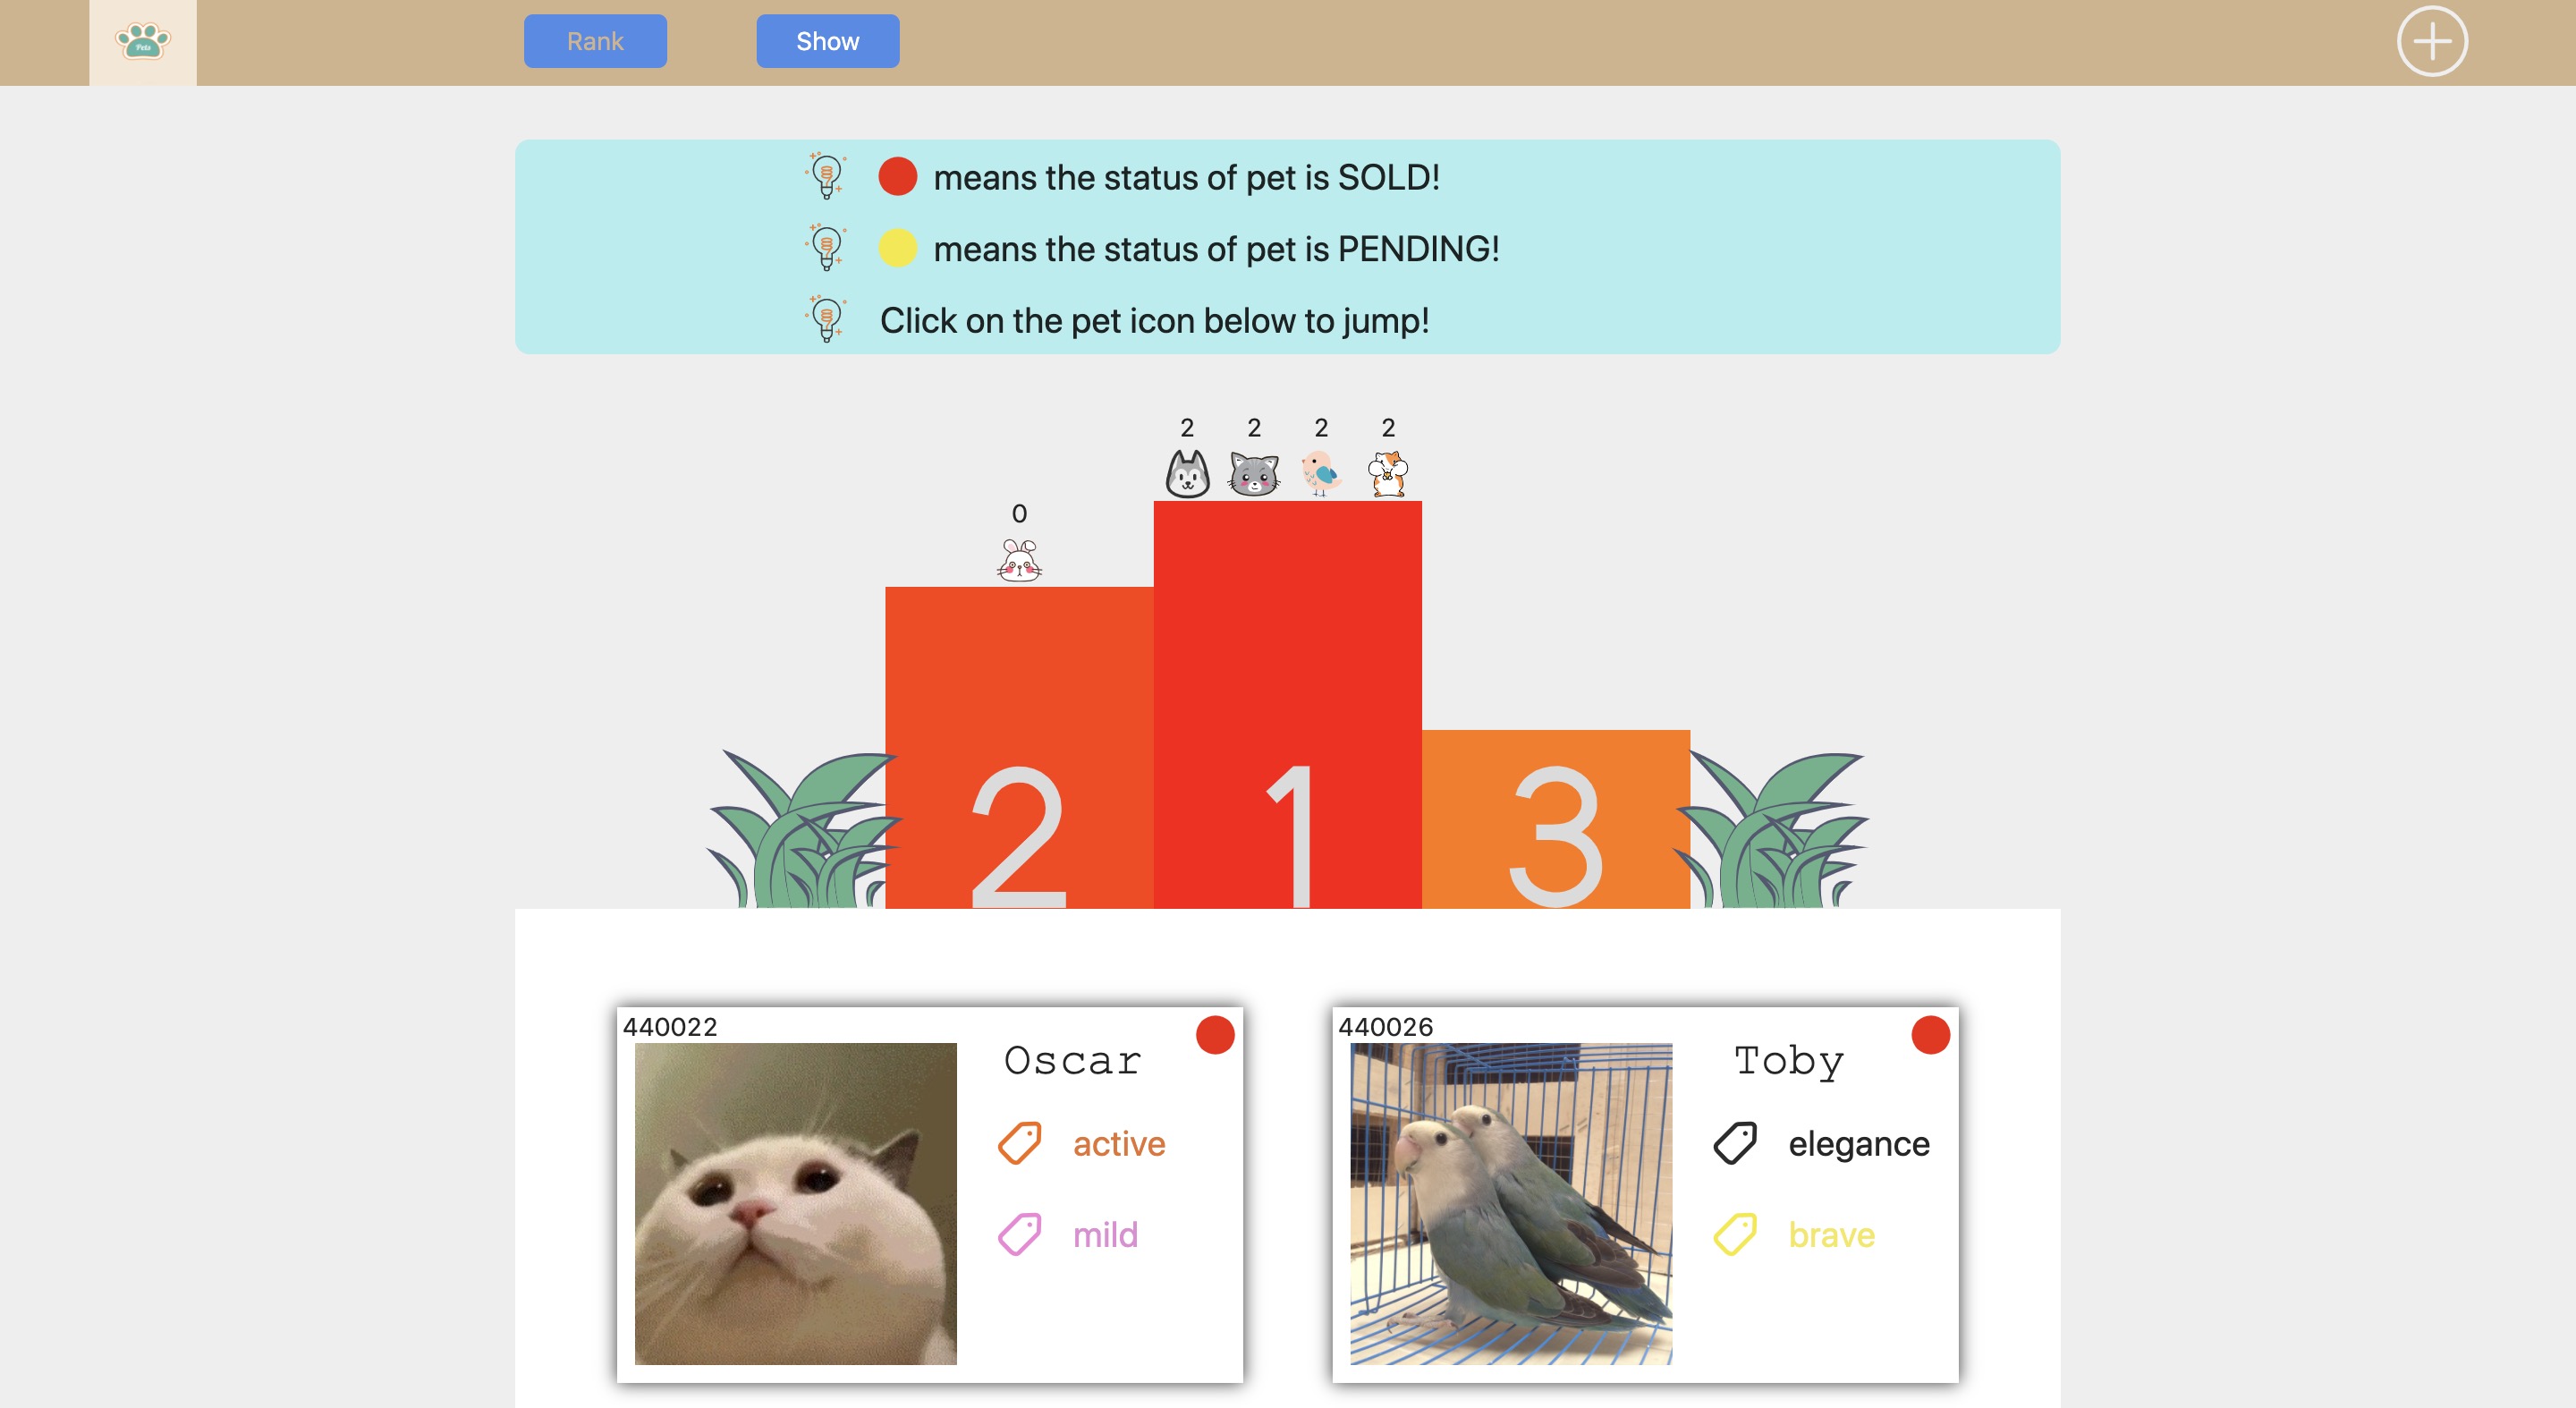 Pets
Rank
Show
means the status of pet is SOLD!
means the status of pet is PENDING!
Click on the pet icon below to jump!
2 2 2 2
0
2 1 3
440022
Oscar
active
mild
440026
Toby
elegance
brave